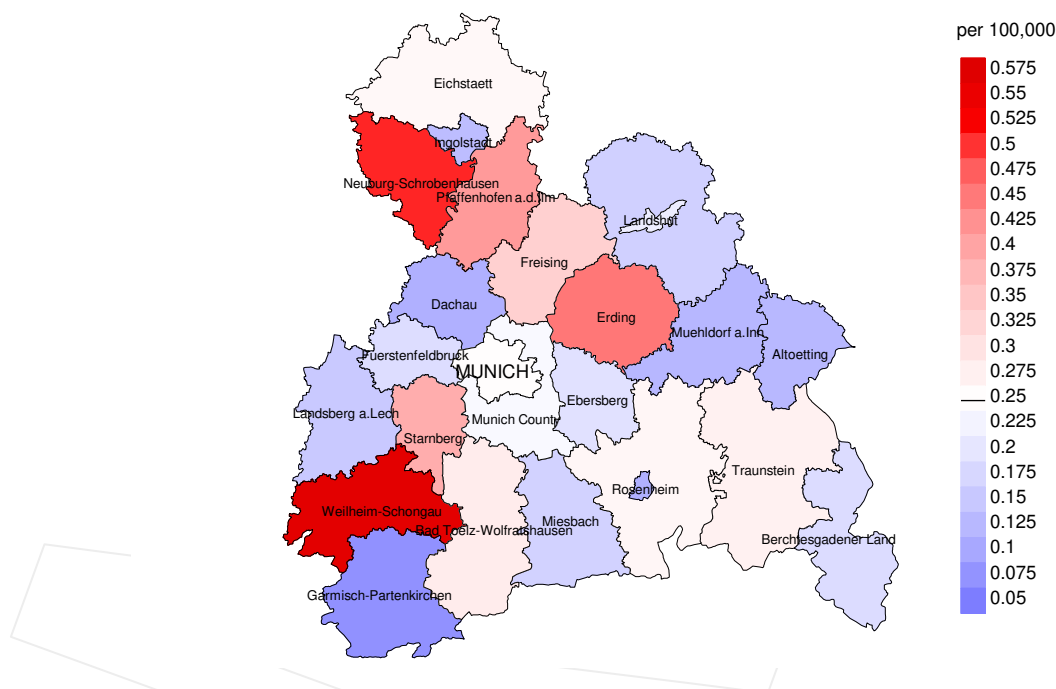 per 100,000
0.575
0.55
0.525
0.5
0.475
0.45
0.425
0.4
0.375
0.35
0.325
0.3
0.275
0.25
0.225
0.2
0.175
0.15
0.125
0.1
0.075
0.05
Eichstaett
Ingolstadt
Neuburg-Schrobenhausen
Pfaffenhofen a.d.Ilm
Landshut
Freising
Dachau
Erding
Muehldorf a.Inn
Altoetting
Fuerstenfeldbruck
MUNICH
Ebersberg
Landsberg a.Lech
Munich County
Starnberg
Traunstein
Rosenheim
Weilheim-Schongau
Miesbach
Bad Toelz-Wolfratshausen
Berchtesgadener Land
Garmisch-Partenkirchen